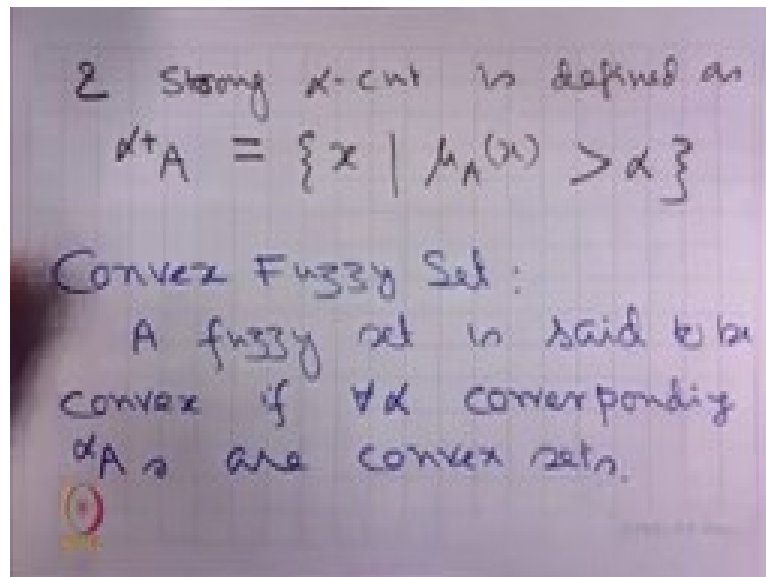 2 Strong α-cut is defined as
α+A = {x | μA(x) > α}
Convex Fuzzy Set :
A fuzzy set is said to be
convex if ∀α corresponding
αA s are convex sets.